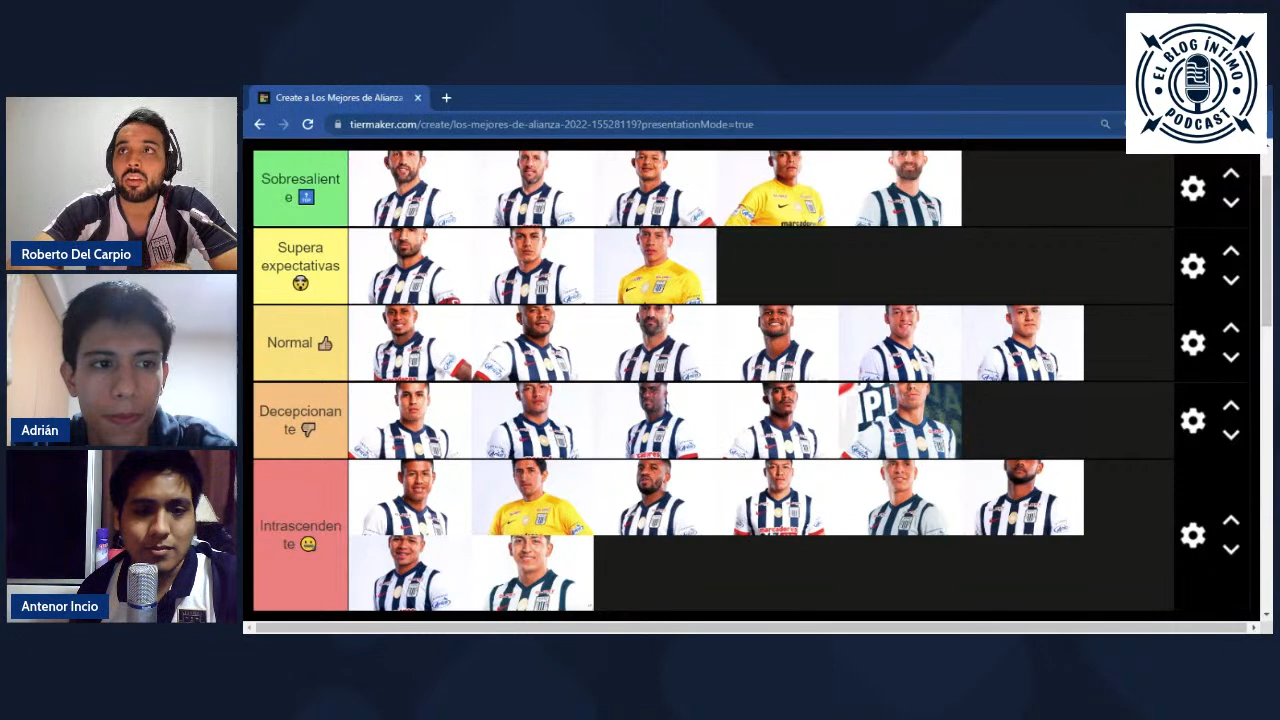 EL BLOG ÍNTIMO
PODCAST
Create a Los Mejores de Alianza
tiermaker.com/create/los-mejores-de-alianza-2022-15528119?presentationMode=true
Sobresalient
e
TOP
Supera
expectativas
Normal
Decepcionan
te
Intrascenden
te
Roberto Del Carpio
Adrián
Antenor Incio